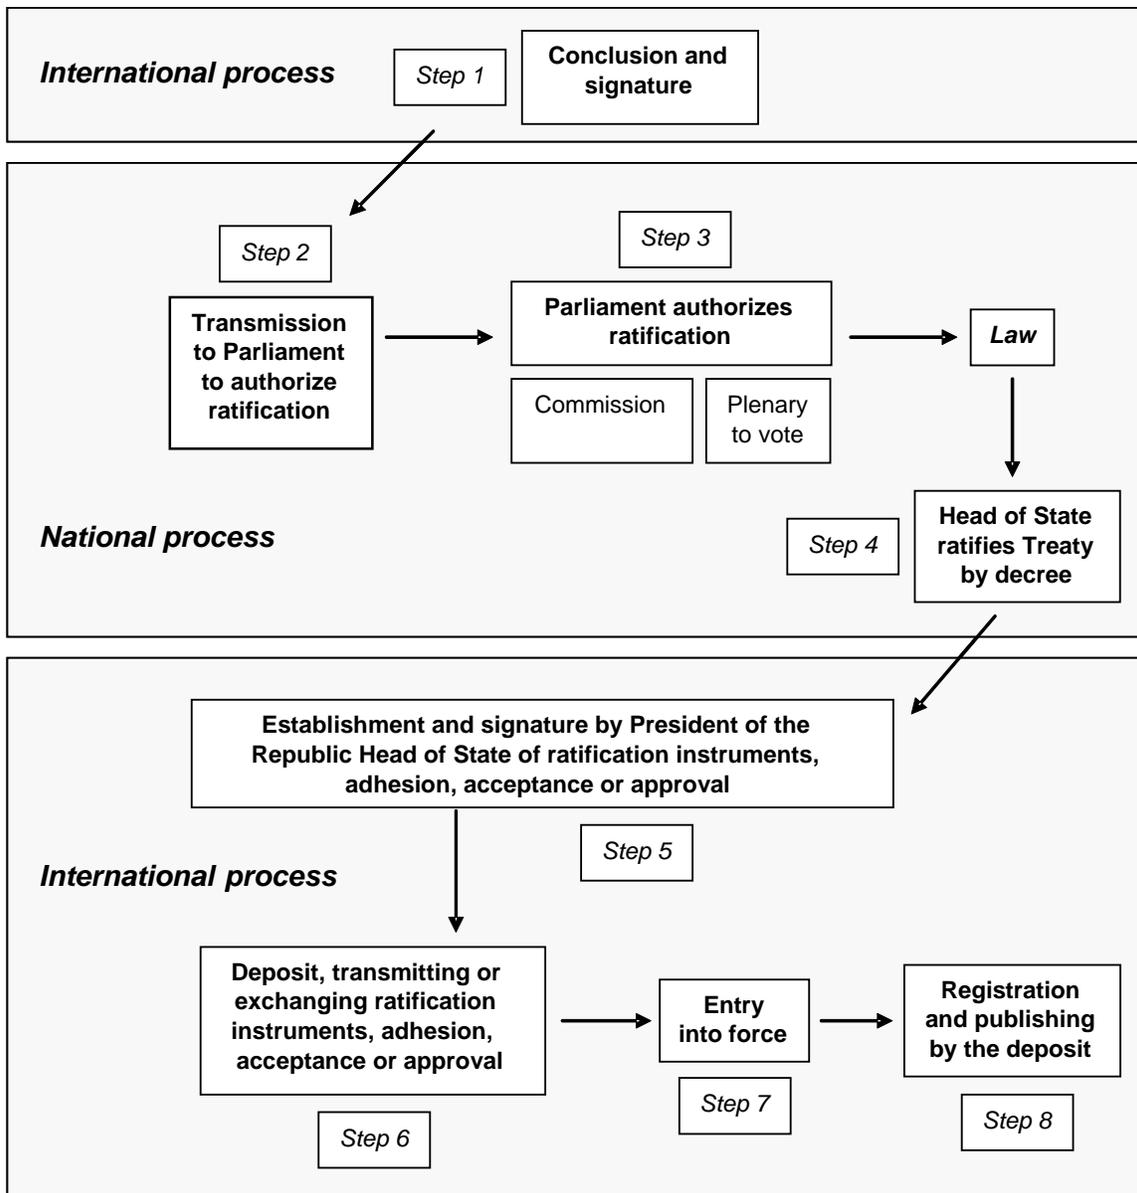 International process
Step 1
Conclusion and
signature
Step 2
Transmission
to Parliament
to authorize
ratification
Step 3
Parliament authorizes
ratification
Commission
Plenary
to vote
Law
National process
Step 4
Head of State
ratifies Treaty
by decree
Establishment and signature by President of the
Republic Head of State of ratification instruments,
adhesion, acceptance or approval
Step 5
International process
Deposit, transmitting or
exchanging ratification
instruments, adhesion,
acceptance or approval
Step 6
Entry
into force
Step 7
Registration
and publishing
by the deposit
Step 8